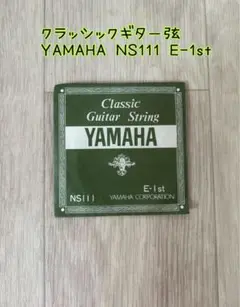 クラッシックギター弦
YAMAHA NS111 E-1st
Classic
Guitar String
YAMAHA
E-1st
NS111 YAMAHA CORPORATION